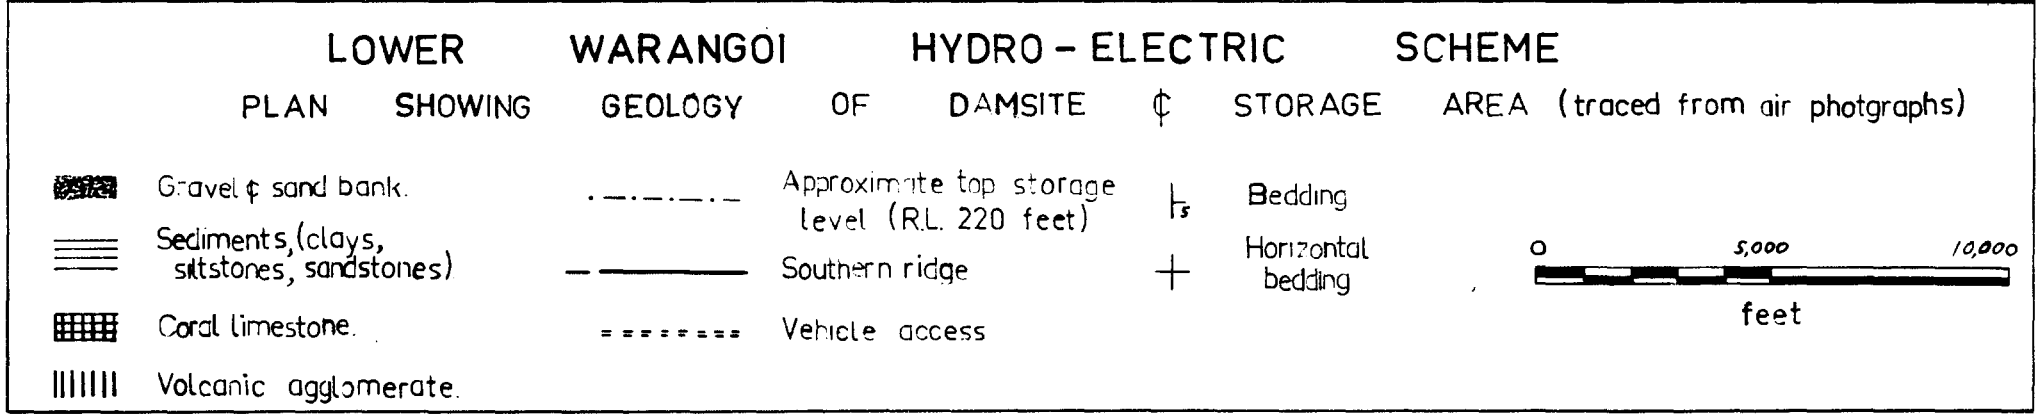 LOWER WARANGOI HYDRO - ELECTRIC SCHEME
PLAN SHOWING GEOLOGY OF DAMSITE & STORAGE AREA (traced from air photgraphs)
Gravel & sand bank.
Sediments, (clays,
siltstones, sandstones)
Coral limestone.
Volcanic agglomerate.
Approximate top storage
level (R.L. 220 feet)
Southern ridge
Vehicle access
5
Bedding
Horizontal
bedding
0 5,000 10,000
feet